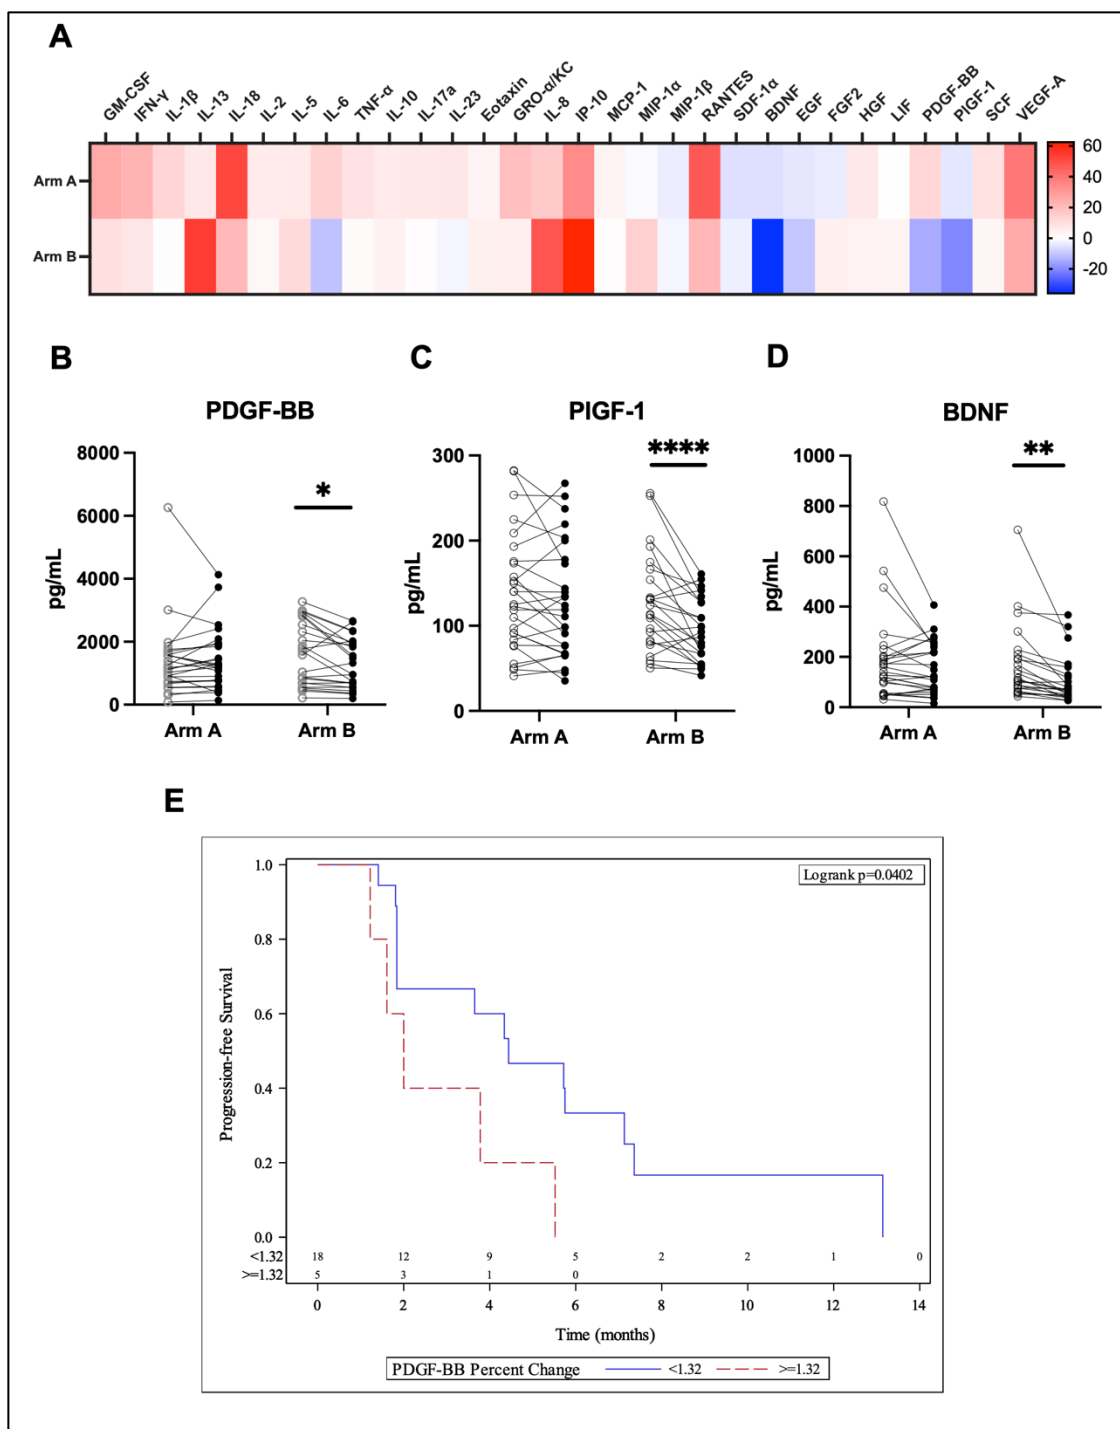 A
GM-CSF IFN-γ IL-1β IL-13 IL-18 IL-2 IL-5 IL-6 TNF-α IL-10 IL-17a IL-23 Eotaxin GRO-α/KC IL-8 IP-10 MCP-1 MIP-1α MIP-1β RANTES SDF-1α BDNF EGF FGF2 HGF LIF PDGF-BB PIGF-1 SCF VEGF-A
Arm A
Arm B
60
40
20
0
-20
B
PDGF-BB
pg/mL
8000
6000
4000
2000
0
*
Arm A Arm B
C
PIGF-1
pg/mL
300
200
100
0
****
Arm A Arm B
D
BDNF
pg/mL
1000
800
600
400
200
0
**
Arm A Arm B
E
Logrank p=0.0402
Progression-free Survival
1.0
0.8
0.6
0.4
0.2
0.0
<1.32 18 12 9 5 2 2 1 0
>=1.32 5 3 1 0
0 2 4 6 8 10 12 14
Time (months)
PDGF-BB Percent Change <1.32 >=1.32